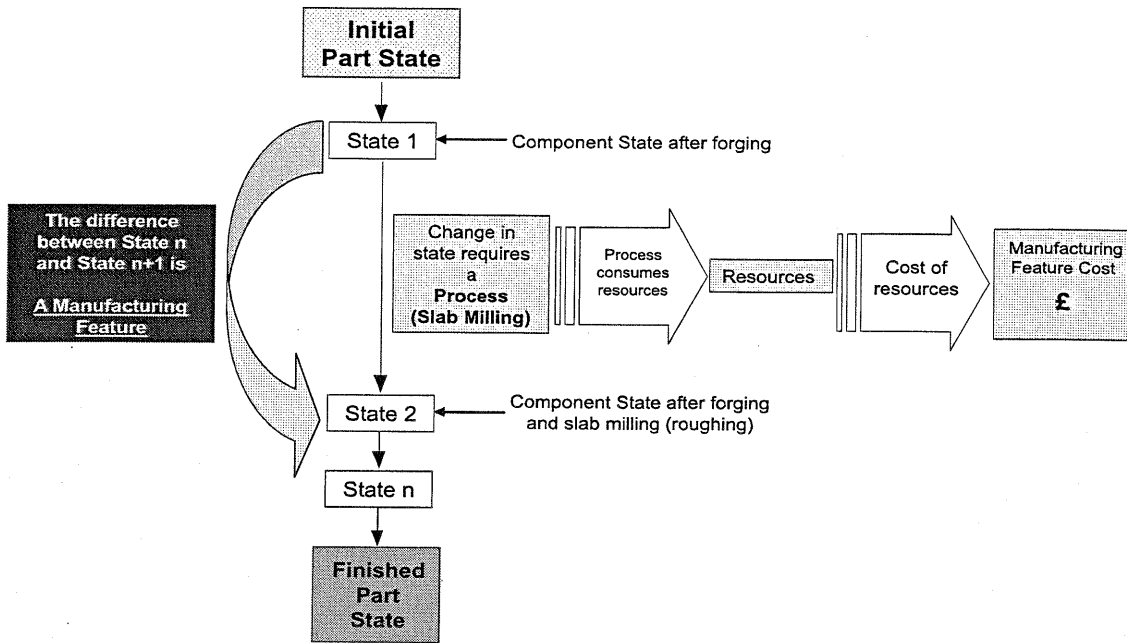 Initial
Part State
State 1
Component State after forging
The difference
between State n
and State n+1 is
A Manufacturing
Feature
Change in
state requires
a
Process
(Slab Milling)
Process
consumes
resources
Resources
Cost of
resources
Manufacturing
Feature Cost
£
State 2
Component State after forging
and slab milling (roughing)
State n
Finished
Part
State